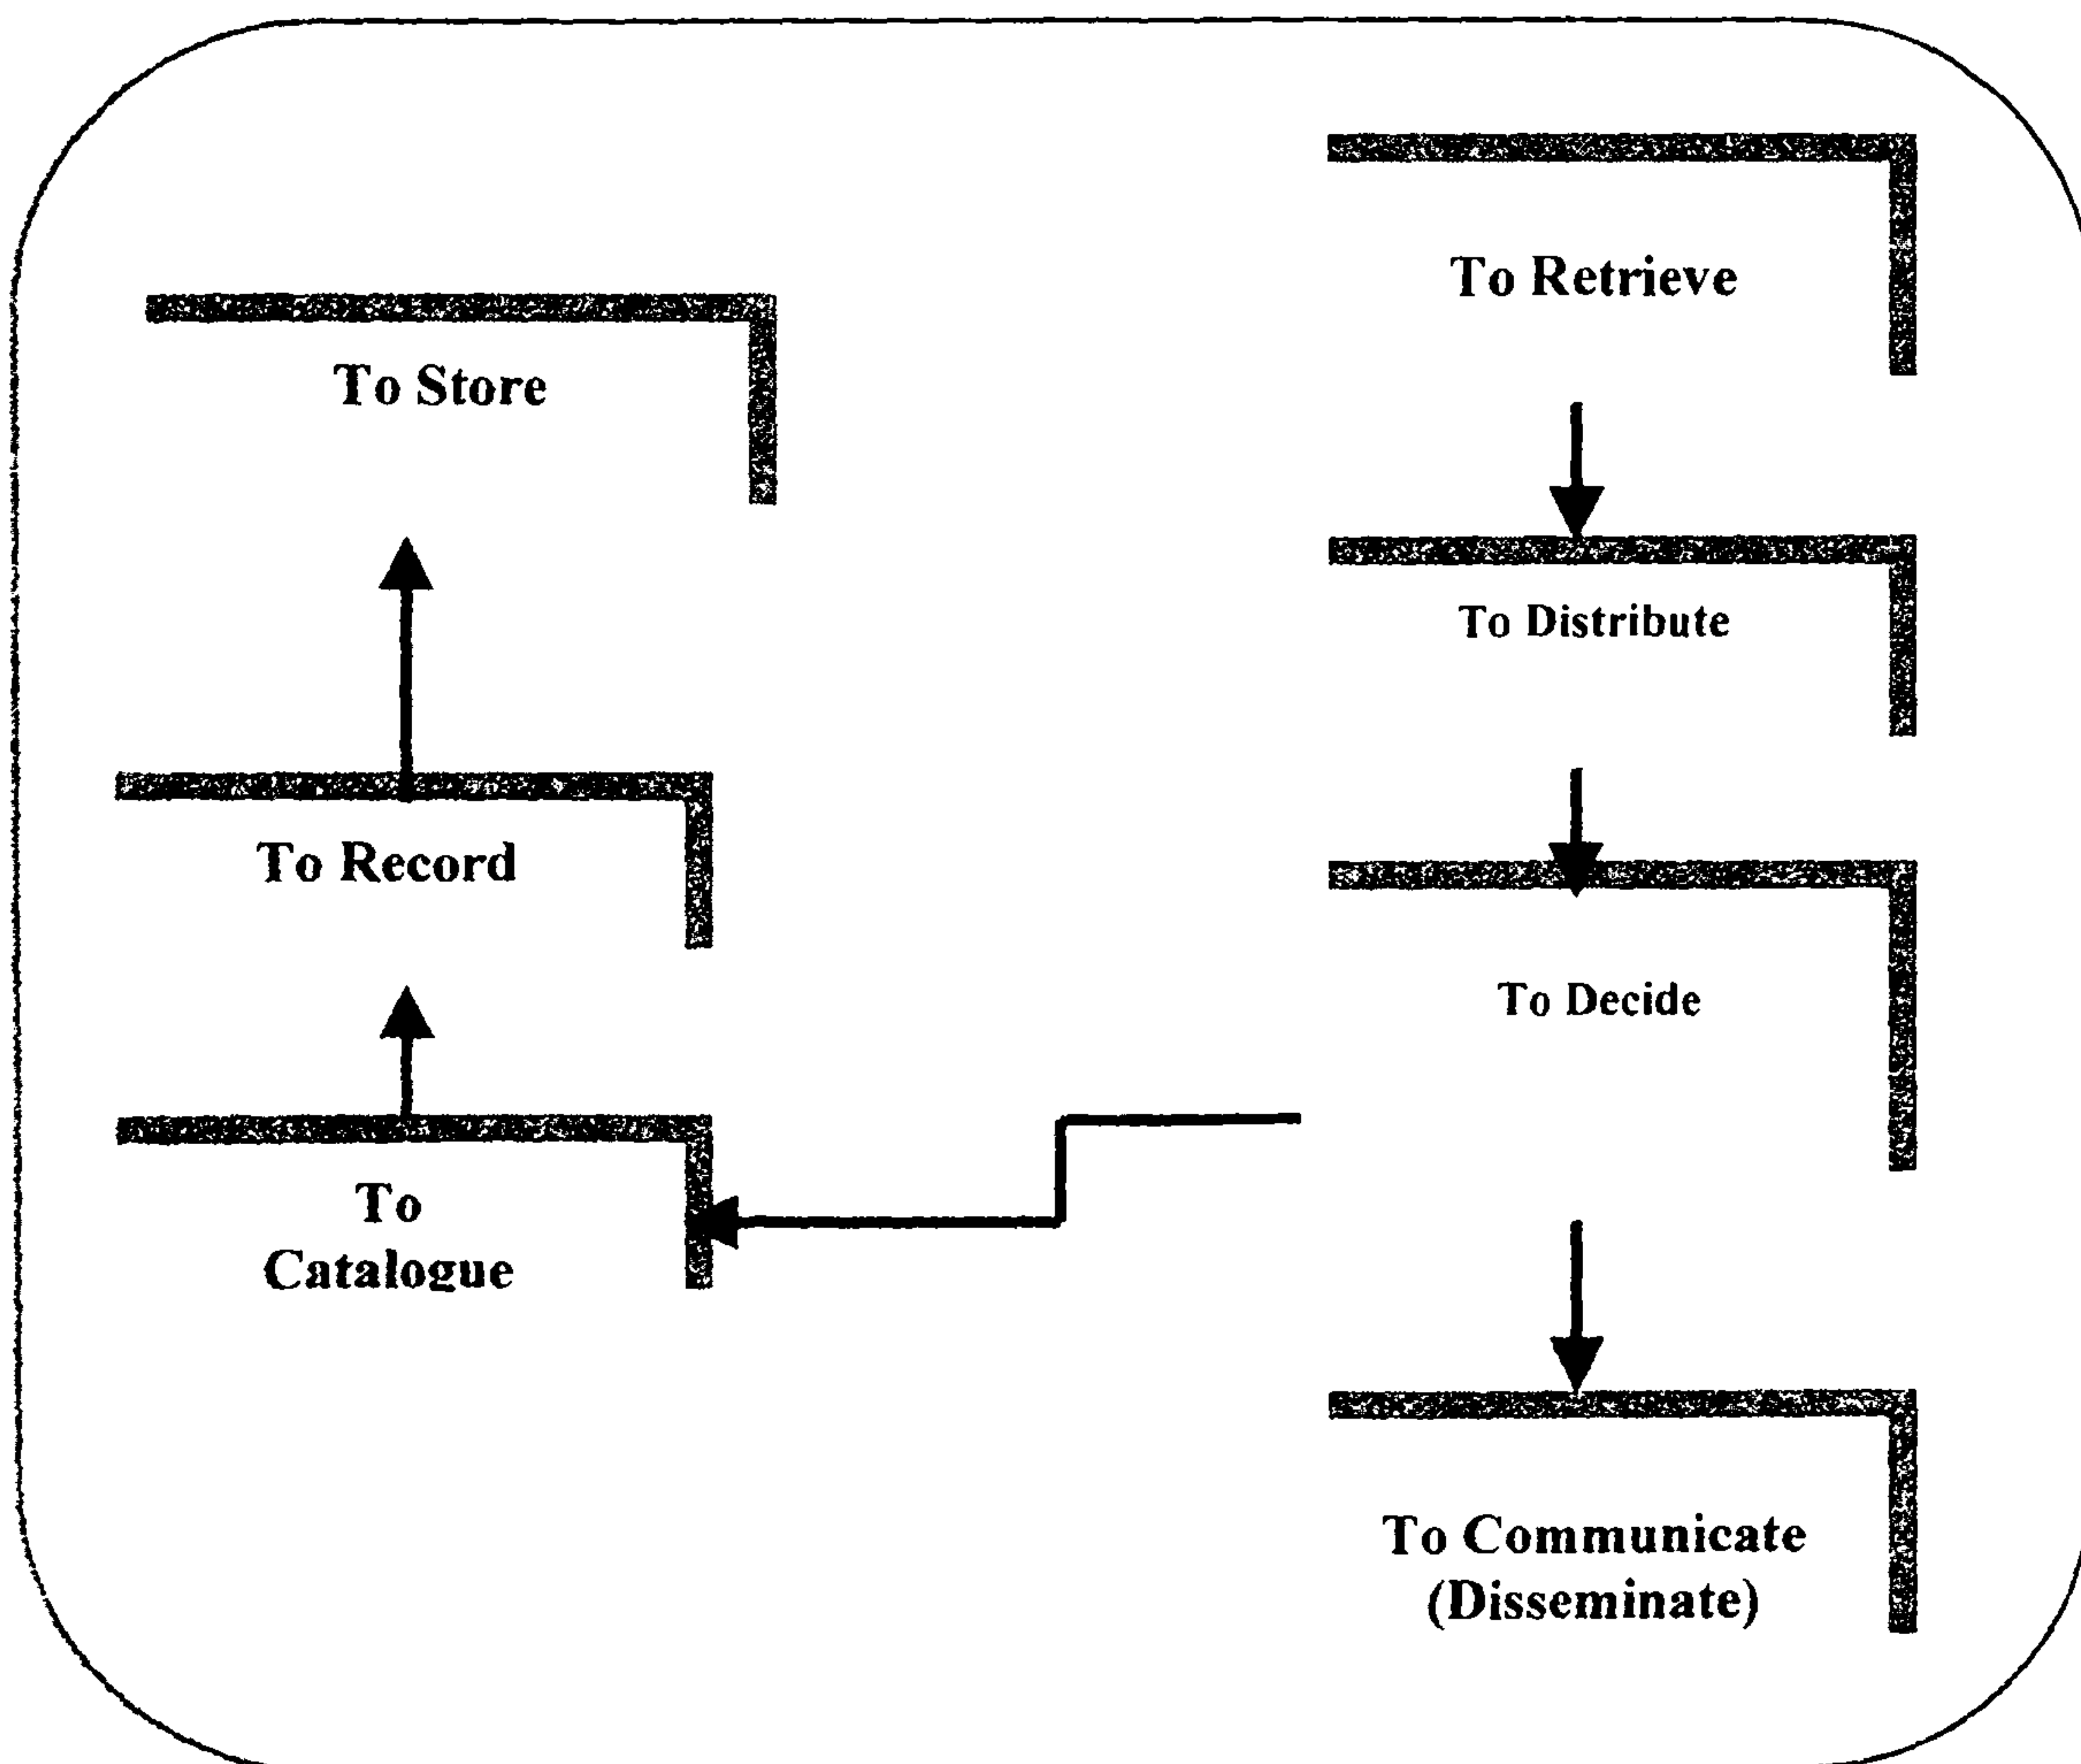 To Retrieve
To Store
To Distribute
To Record
To Decide
To
Catalogue
To Communicate
(Disseminate)